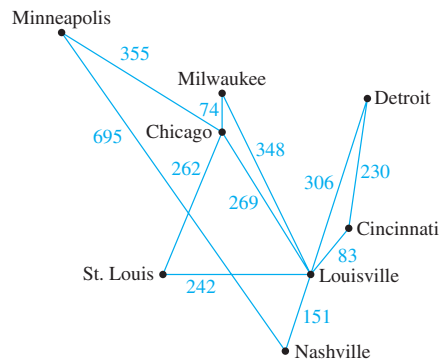 Minneapolis
355
Milwaukee
74
Detroit
Chicago
695
348
262
306
230
269
Cincinnati
83
St. Louis
242
Louisville
151
Nashville